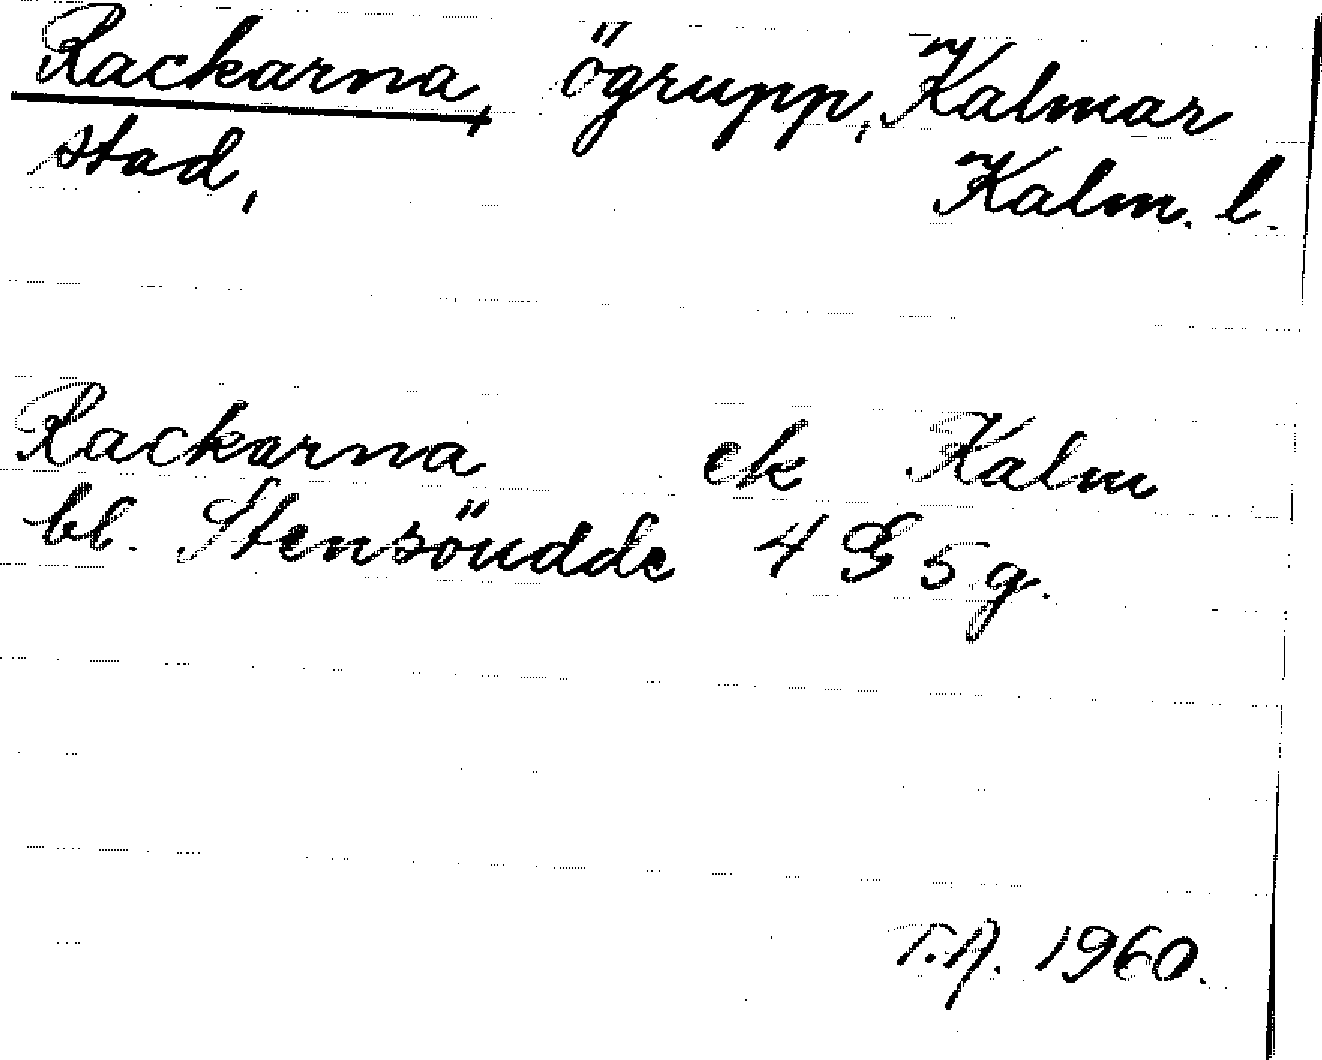 Rackarna, ögrupp, Kalmar
stad, Kalm. l.
Rackarna ek Kalm
bl. Stensöudde 4 G 5 g.
T.A. 1960.